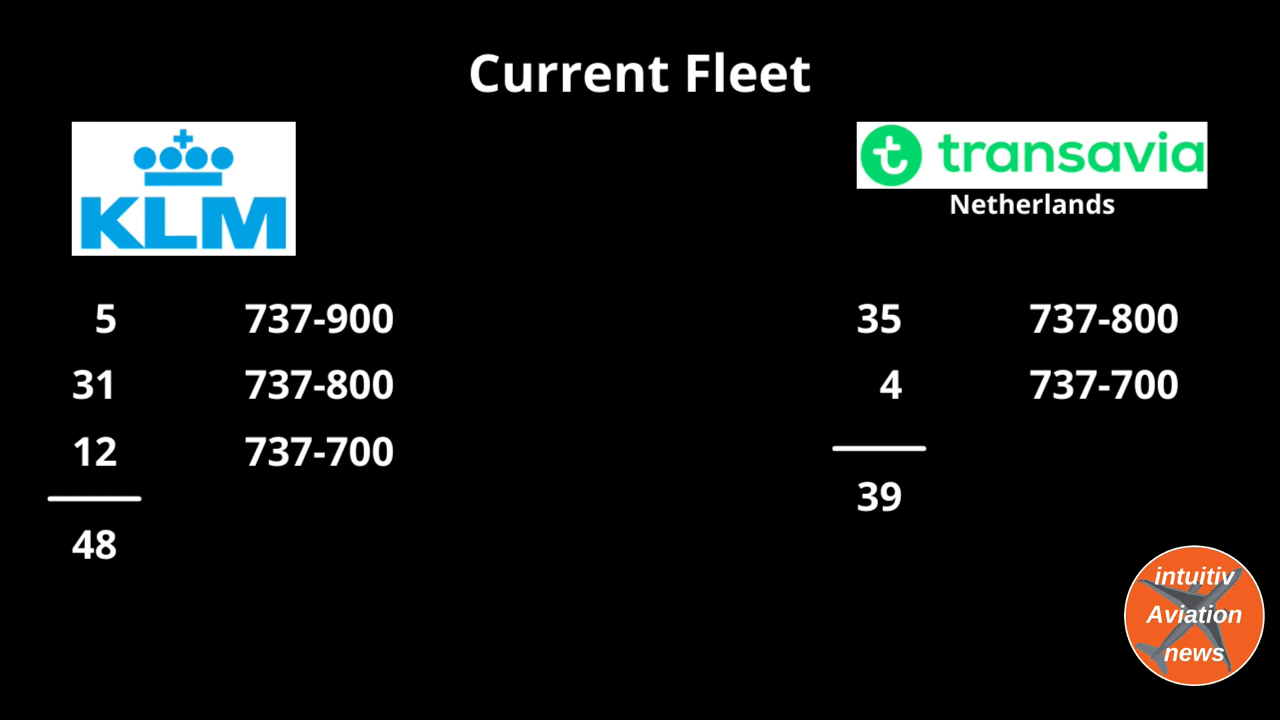 Current Fleet
KLM
5 737-900
31 737-800
12 737-700
48
transavia
Netherlands
35 737-800
4 737-700
39
intuitiv
Aviation
news